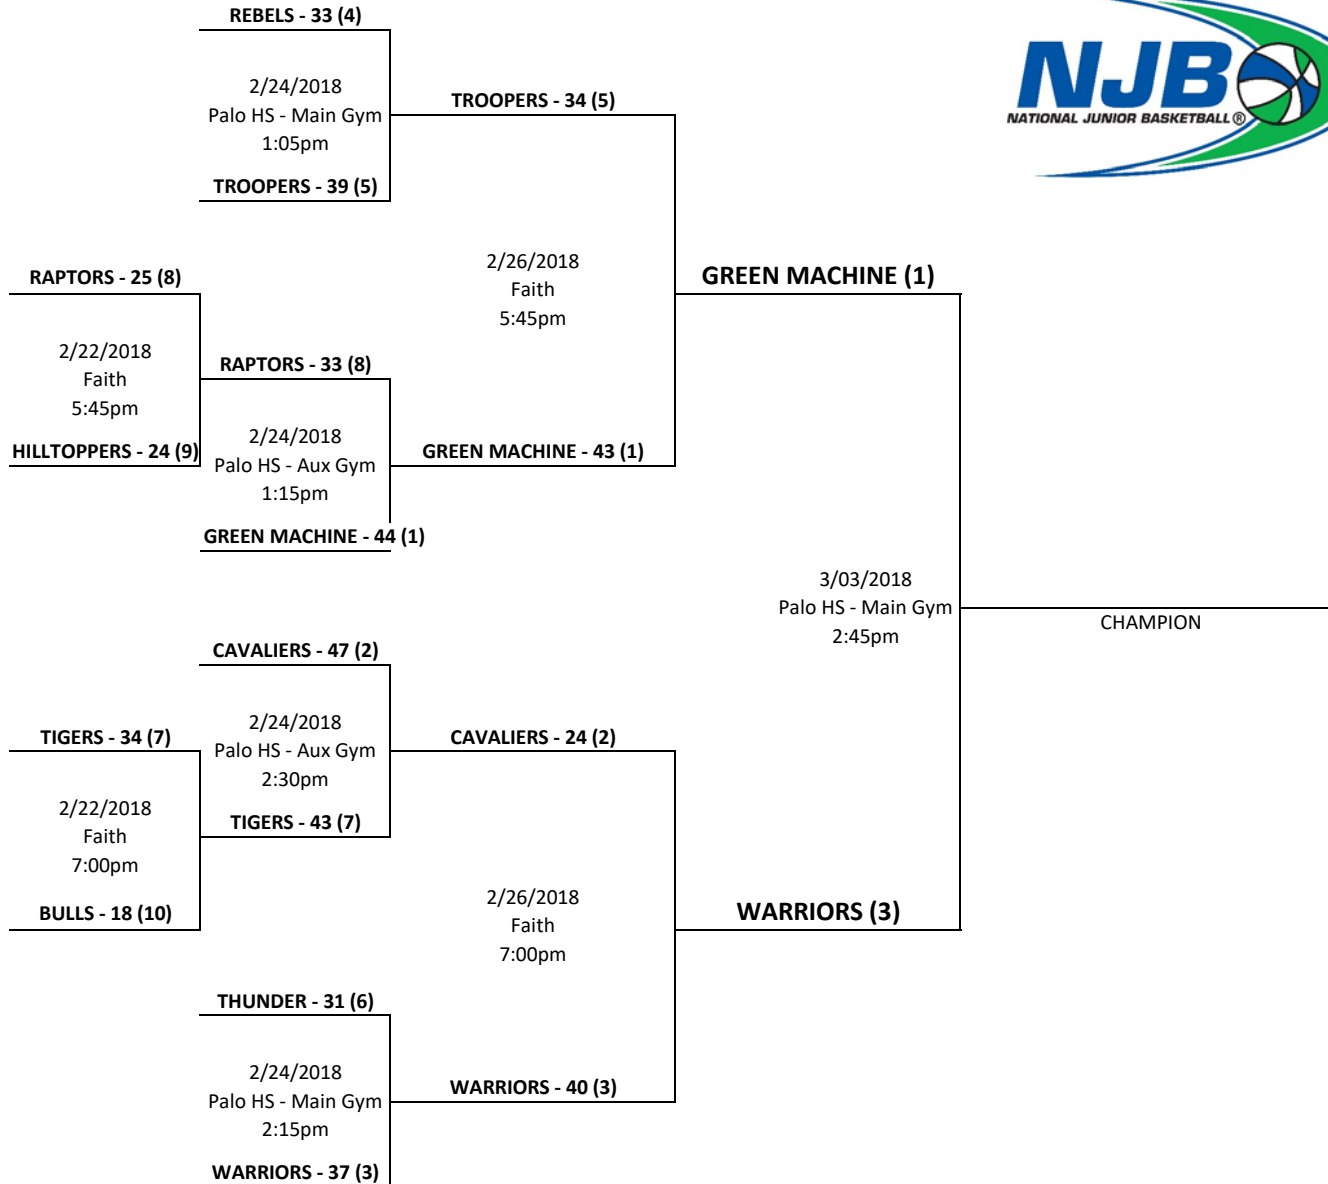 REBELS - 33 (4)
2/24/2018
Palo HS - Main Gym
1:05pm
TROOPERS - 39 (5)
TROOPERS - 34 (5)
NJB
NATIONAL JUNIOR BASKETBALL®
RAPTORS - 25 (8)
2/22/2018
Faith
5:45pm
HILLTOPPERS - 24 (9)
RAPTORS - 33 (8)
2/24/2018
Palo HS - Aux Gym
1:15pm
GREEN MACHINE - 44 (1)
2/26/2018
Faith
5:45pm
GREEN MACHINE - 43 (1)
GREEN MACHINE (1)
3/03/2018
Palo HS - Main Gym
2:45pm
CHAMPION
CAVALIERS - 47 (2)
2/24/2018
Palo HS - Aux Gym
2:30pm
TIGERS - 43 (7)
TIGERS - 34 (7)
2/22/2018
Faith
7:00pm
BULLS - 18 (10)
CAVALIERS - 24 (2)
2/26/2018
Faith
7:00pm
WARRIORS (3)
THUNDER - 31 (6)
2/24/2018
Palo HS - Main Gym
2:15pm
WARRIORS - 37 (3)
WARRIORS - 40 (3)